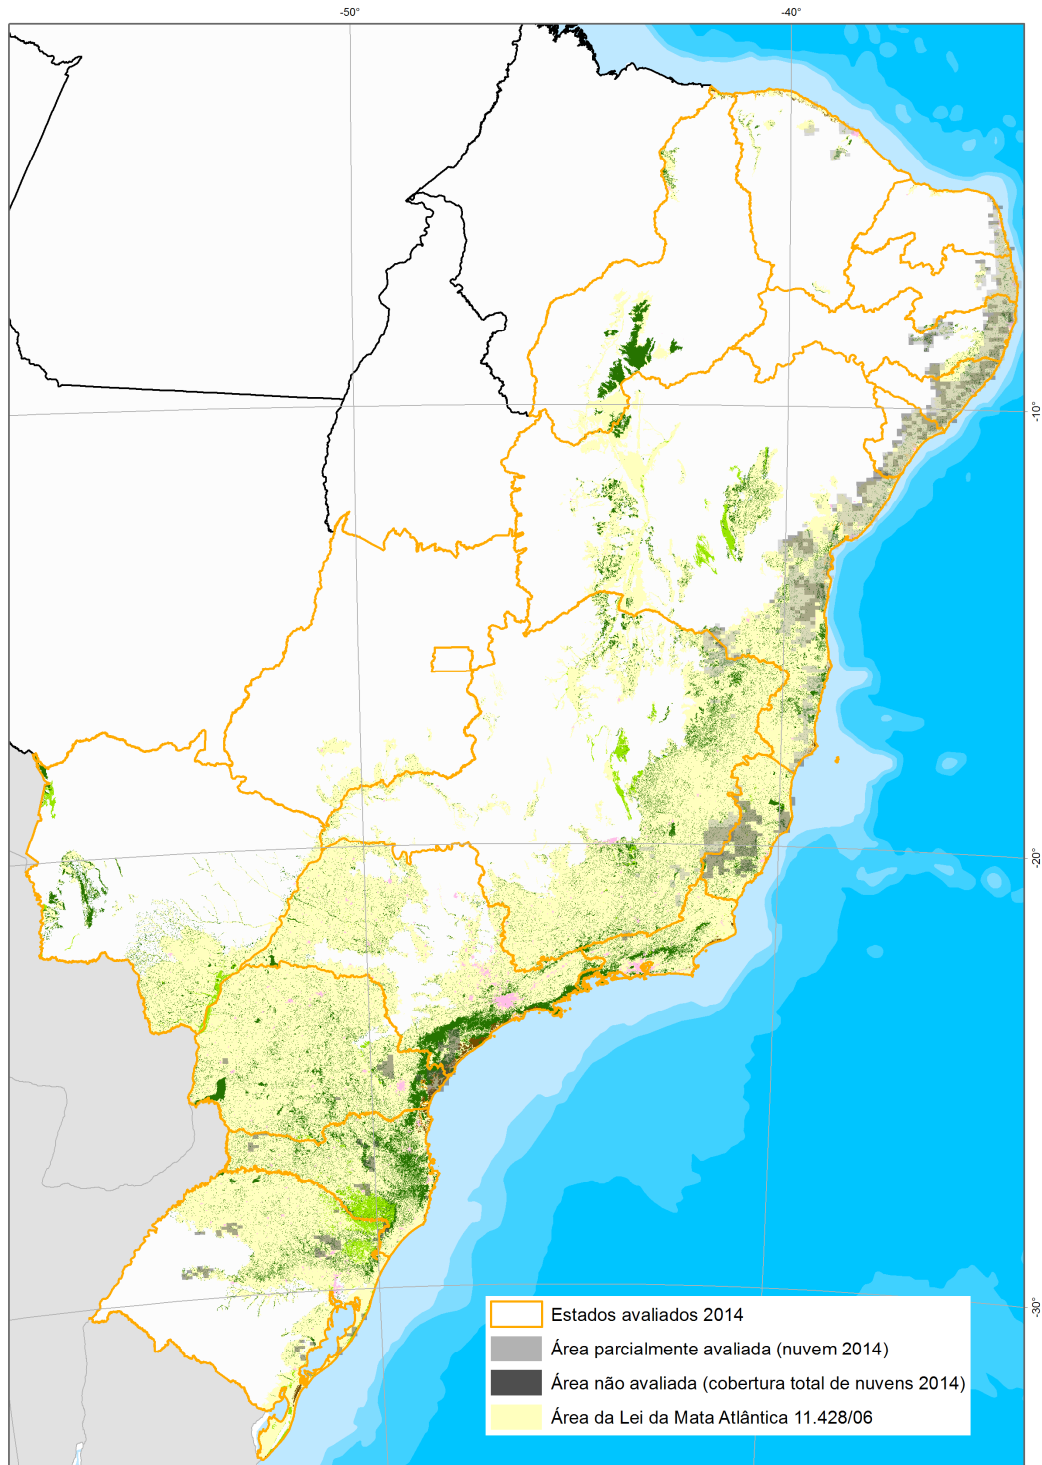 -50°
-40°
-10°
-20°
-30°
Estados avaliados 2014
Área parcialmente avaliada (nuvem 2014)
Área não avaliada (cobertura total de nuvens 2014)
Área da Lei da Mata Atlântica 11.428/06